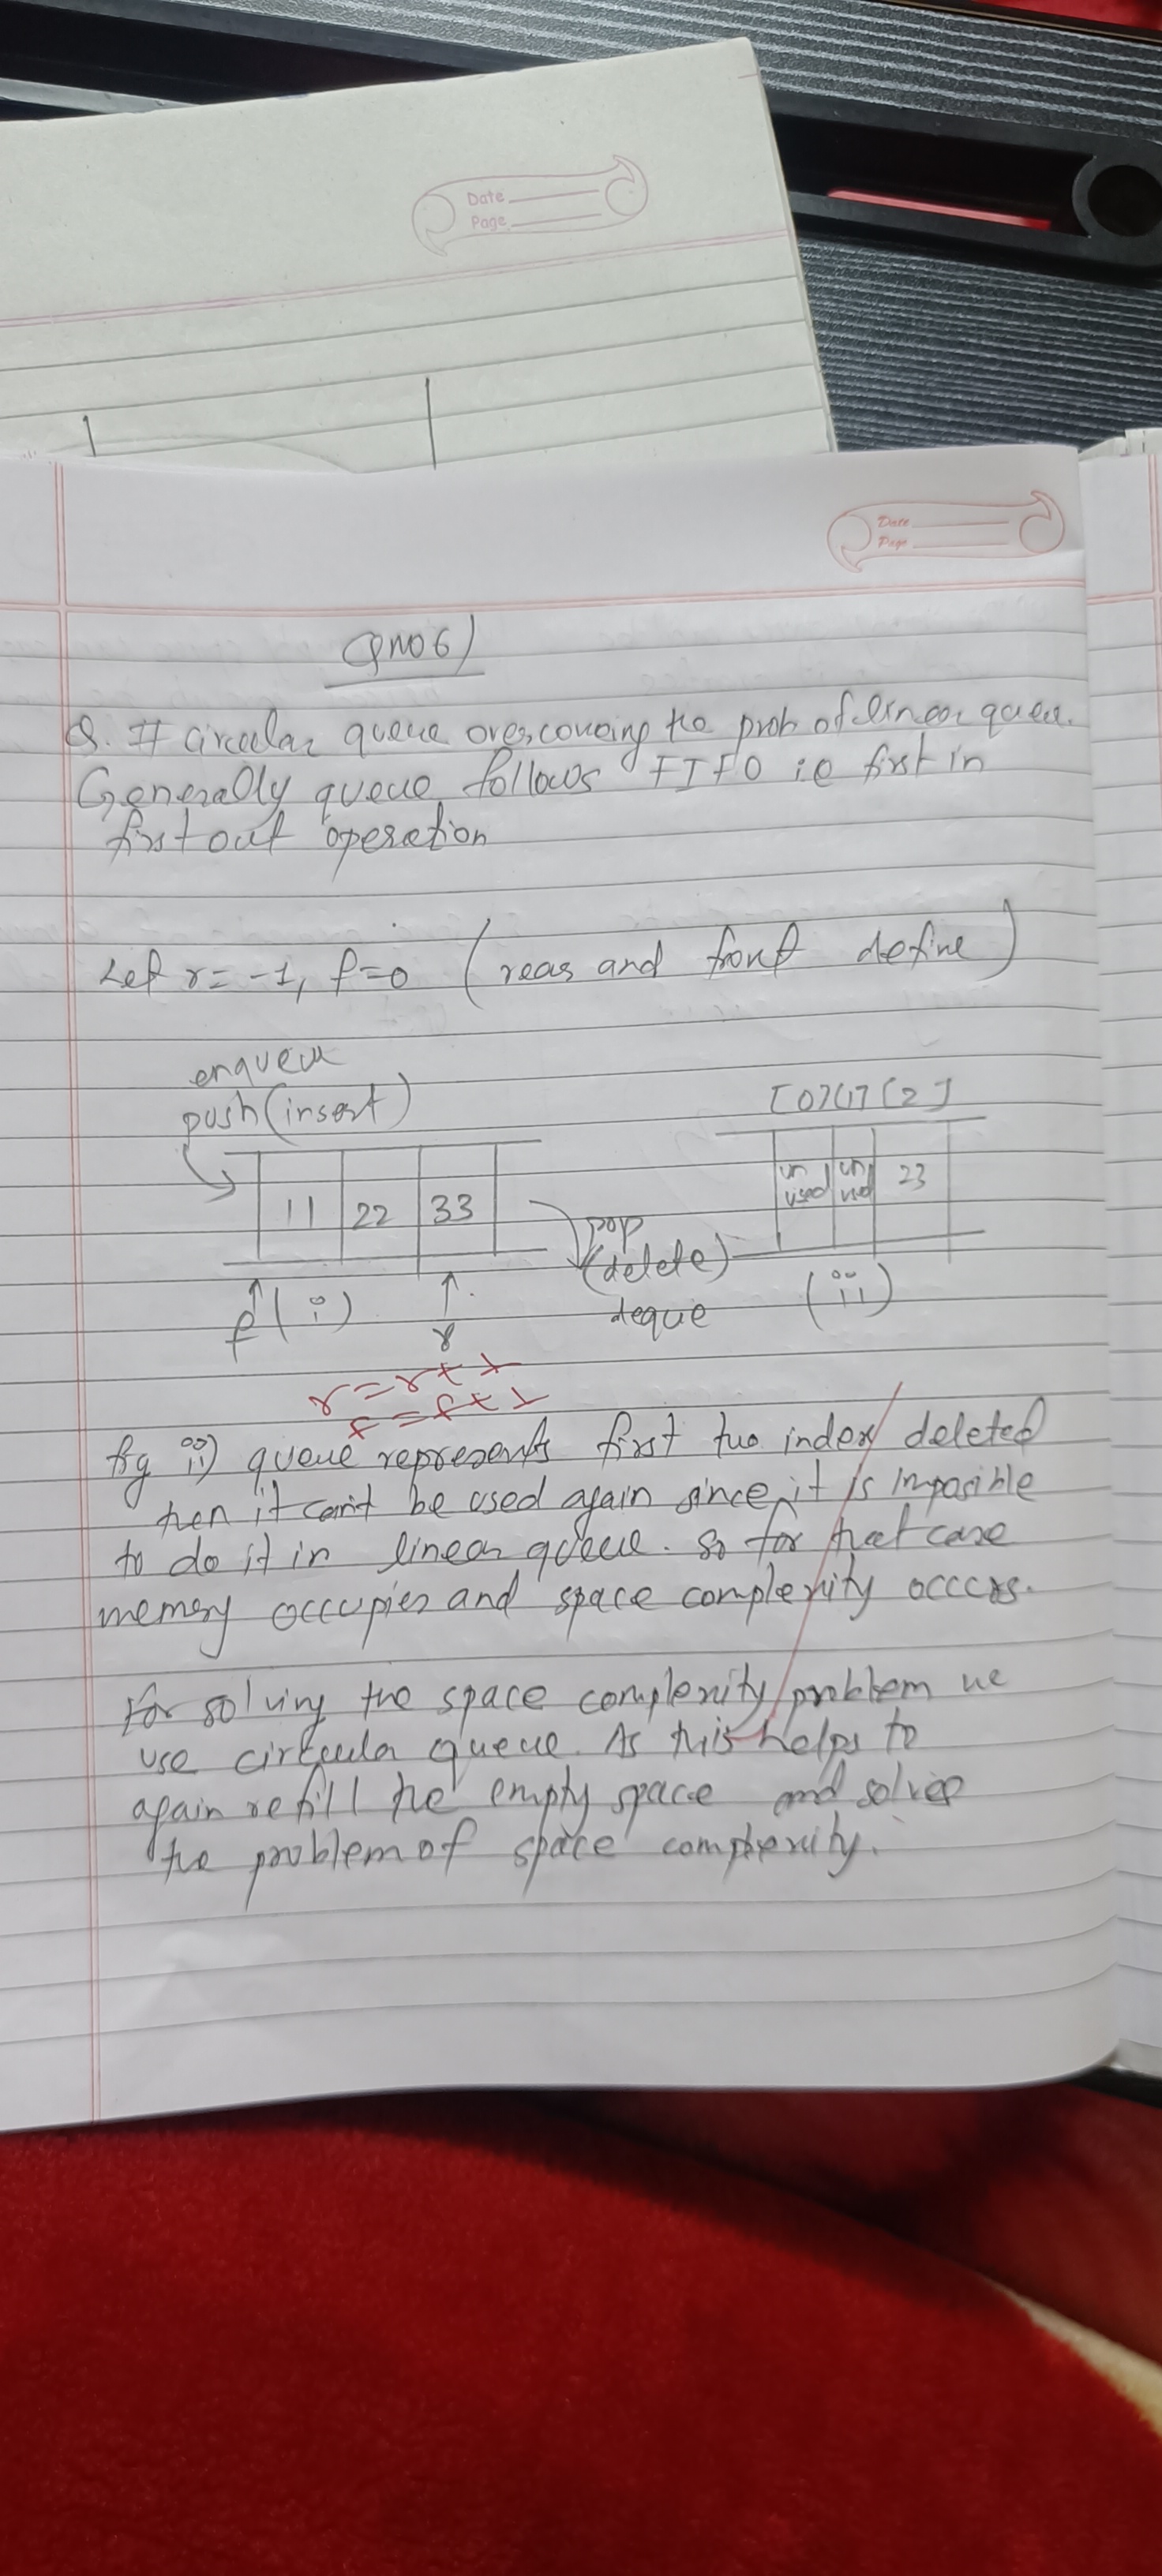 Date
Page
Date
Page
Qno6)
Q. If circular queue overcoming the prob of linear queue.
Generally queue follows FIFO ie first in
first out operation
Let r = -1, f=0 (rear and front define)
enqueue
push(insert)
[0][1][2]
11 22 33
un used un used 23
pop
(delete)
deque
f (i)
r
(ii)
r = r + 1
f = f + 1
fig ii) queue represents first two index deleted
then it can't be used again since, it is imposible
to do it in linear queue. So for that case
memory occupies and space complexity occurs.
For solving the space complexity problem we
use circular queue. As this helps to
again refill the empty space and solves
the problem of space complexity.